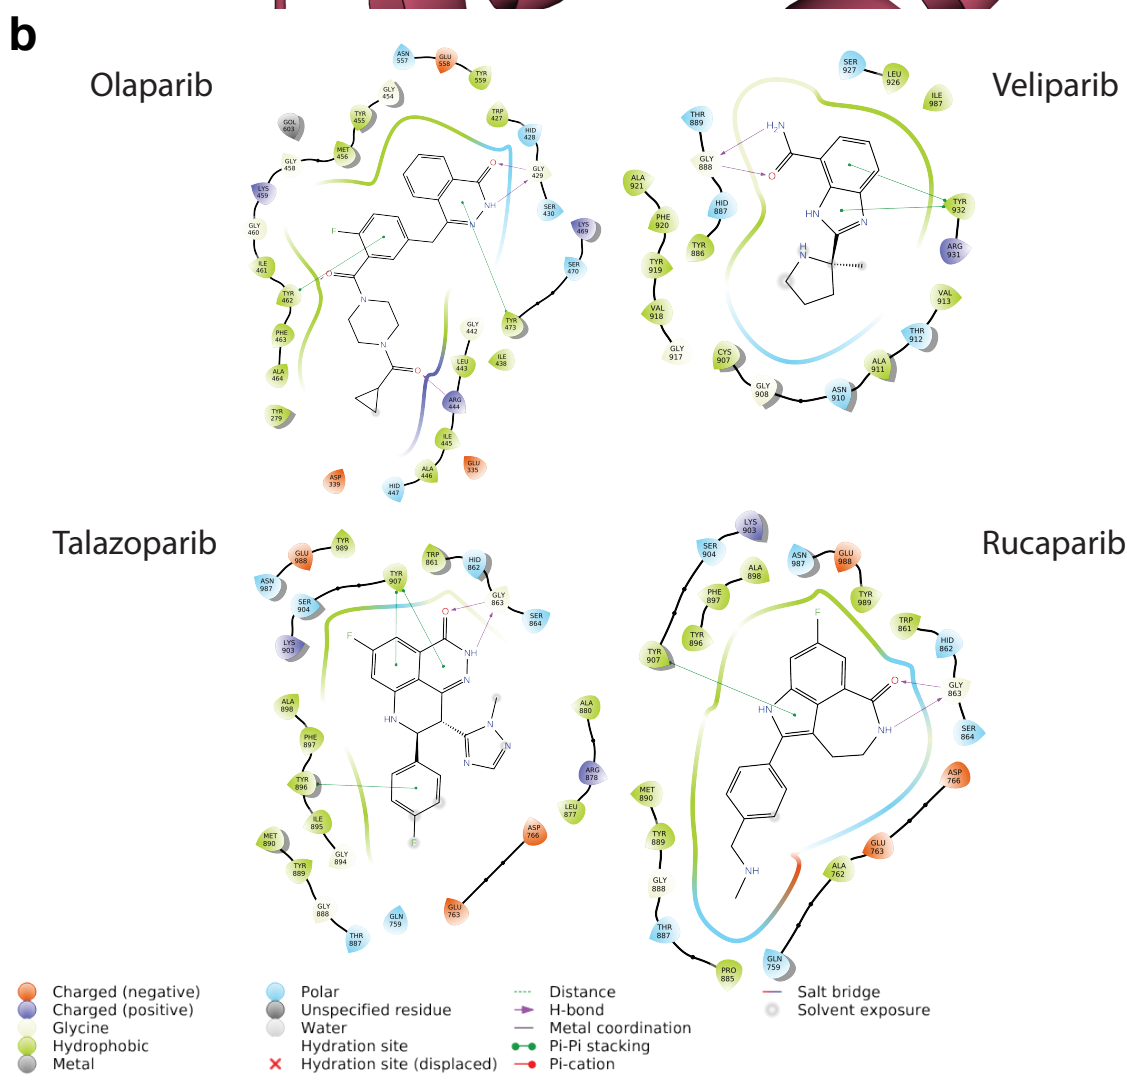 b
Olaparib
ASN 557
GLU 558
TYR 559
GLY 454
TYR 455
GOL 603
MET 456
GLY 458
LYS 459
GLY 460
ILE 461
TYR 462
PHE 463
ALA 464
TYR 279
TRP 427
HID 428
GLY 429
SER 430
LYS 469
SER 470
TYR 473
GLY 442
ILE 438
LEU 443
ARG 444
ILE 445
ALA 446
GLU 335
HID 447
ASP 339
O
NH
N
F
O
N
N
O
Veliparib
SER 927
LEU 926
ILE 987
THR 889
GLY 888
HID 887
TYR 886
ALA 921
PHE 920
TYR 919
VAL 918
GLY 917
TYR 932
ARG 931
VAL 913
THR 912
ALA 911
ASN 910
GLY 908
CYS 907
H2N
O
HN
N
H
N
Talazoparib
TYR 989
GLU 988
ASN 987
TYR 907
SER 904
LYS 903
TRP 861
HID 862
GLY 863
SER 864
ALA 898
PHE 897
TYR 896
ILE 895
GLY 894
MET 890
TYR 889
GLY 888
THR 887
GLN 759
GLU 763
ASP 766
ALA 880
ARG 878
LEU 877
O
F
NH
N
HN
N
N
N
F
Rucaparib
LYS 903
SER 904
ASN 987
GLU 988
TYR 989
ALA 898
PHE 897
TYR 896
TYR 907
TRP 861
HID 862
GLY 863
SER 864
ASP 766
GLU 763
ALA 762
GLN 759
MET 890
TYR 889
GLY 888
THR 887
PRO 885
F
O
HN
NH
NH
Charged (negative)
Charged (positive)
Glycine
Hydrophobic
Metal
Polar
Unspecified residue
Water
Hydration site
Hydration site (displaced)
Distance
H-bond
Metal coordination
Pi-Pi stacking
Pi-cation
Salt bridge
Solvent exposure